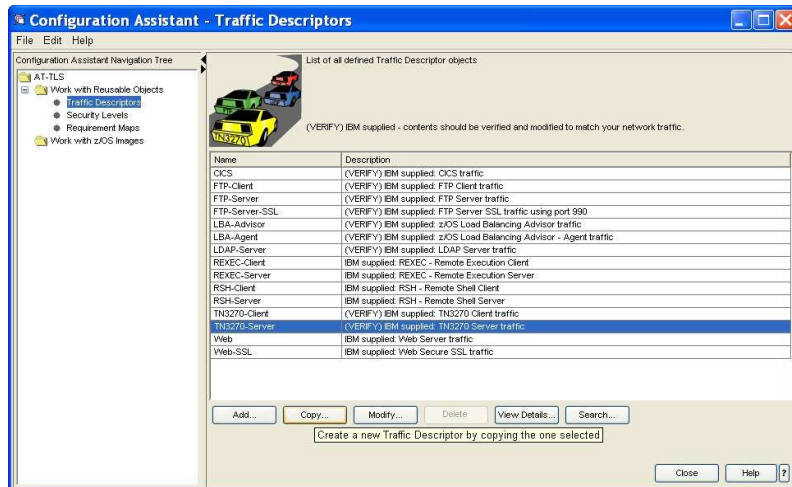 Configuration Assistant - Traffic Descriptors
File Edit Help
Configuration Assistant Navigation Tree
AT-TLS
Work with Reusable Objects
Traffic Descriptors
Security Levels
Requirement Maps
Work with z/OS Images
List of all defined Traffic Descriptor objects
TN3270
(VERIFY) IBM supplied - contents should be verified and modified to match your network traffic.
Name Description
CICS (VERIFY) IBM supplied: CICS traffic
FTP-Client (VERIFY) IBM supplied: FTP Client traffic
FTP-Server (VERIFY) IBM supplied: FTP Server traffic
FTP-Server-SSL (VERIFY) IBM supplied: FTP Server SSL traffic using port 990
LBA-Advisor (VERIFY) IBM supplied: z/OS Load Balancing Advisor traffic
LBA-Agent (VERIFY) IBM supplied: z/OS Load Balancing Advisor - Agent traffic
LDAP-Server (VERIFY) IBM supplied: LDAP Server traffic
REXEC-Client IBM supplied: REXEC - Remote Execution Client
REXEC-Server IBM supplied: REXEC - Remote Execution Server
RSH-Client IBM supplied: RSH - Remote Shell Client
RSH-Server IBM supplied: RSH - Remote Shell Server
TN3270-Client (VERIFY) IBM supplied: TN3270 Client traffic
TN3270-Server (VERIFY) IBM supplied: TN3270 Server traffic
Web IBM supplied: Web Server traffic
Web-SSL IBM supplied: Web Secure SSL traffic
Add... Copy... Modify... Delete View Details... Search...
Create a new Traffic Descriptor by copying the one selected
Close Help ?